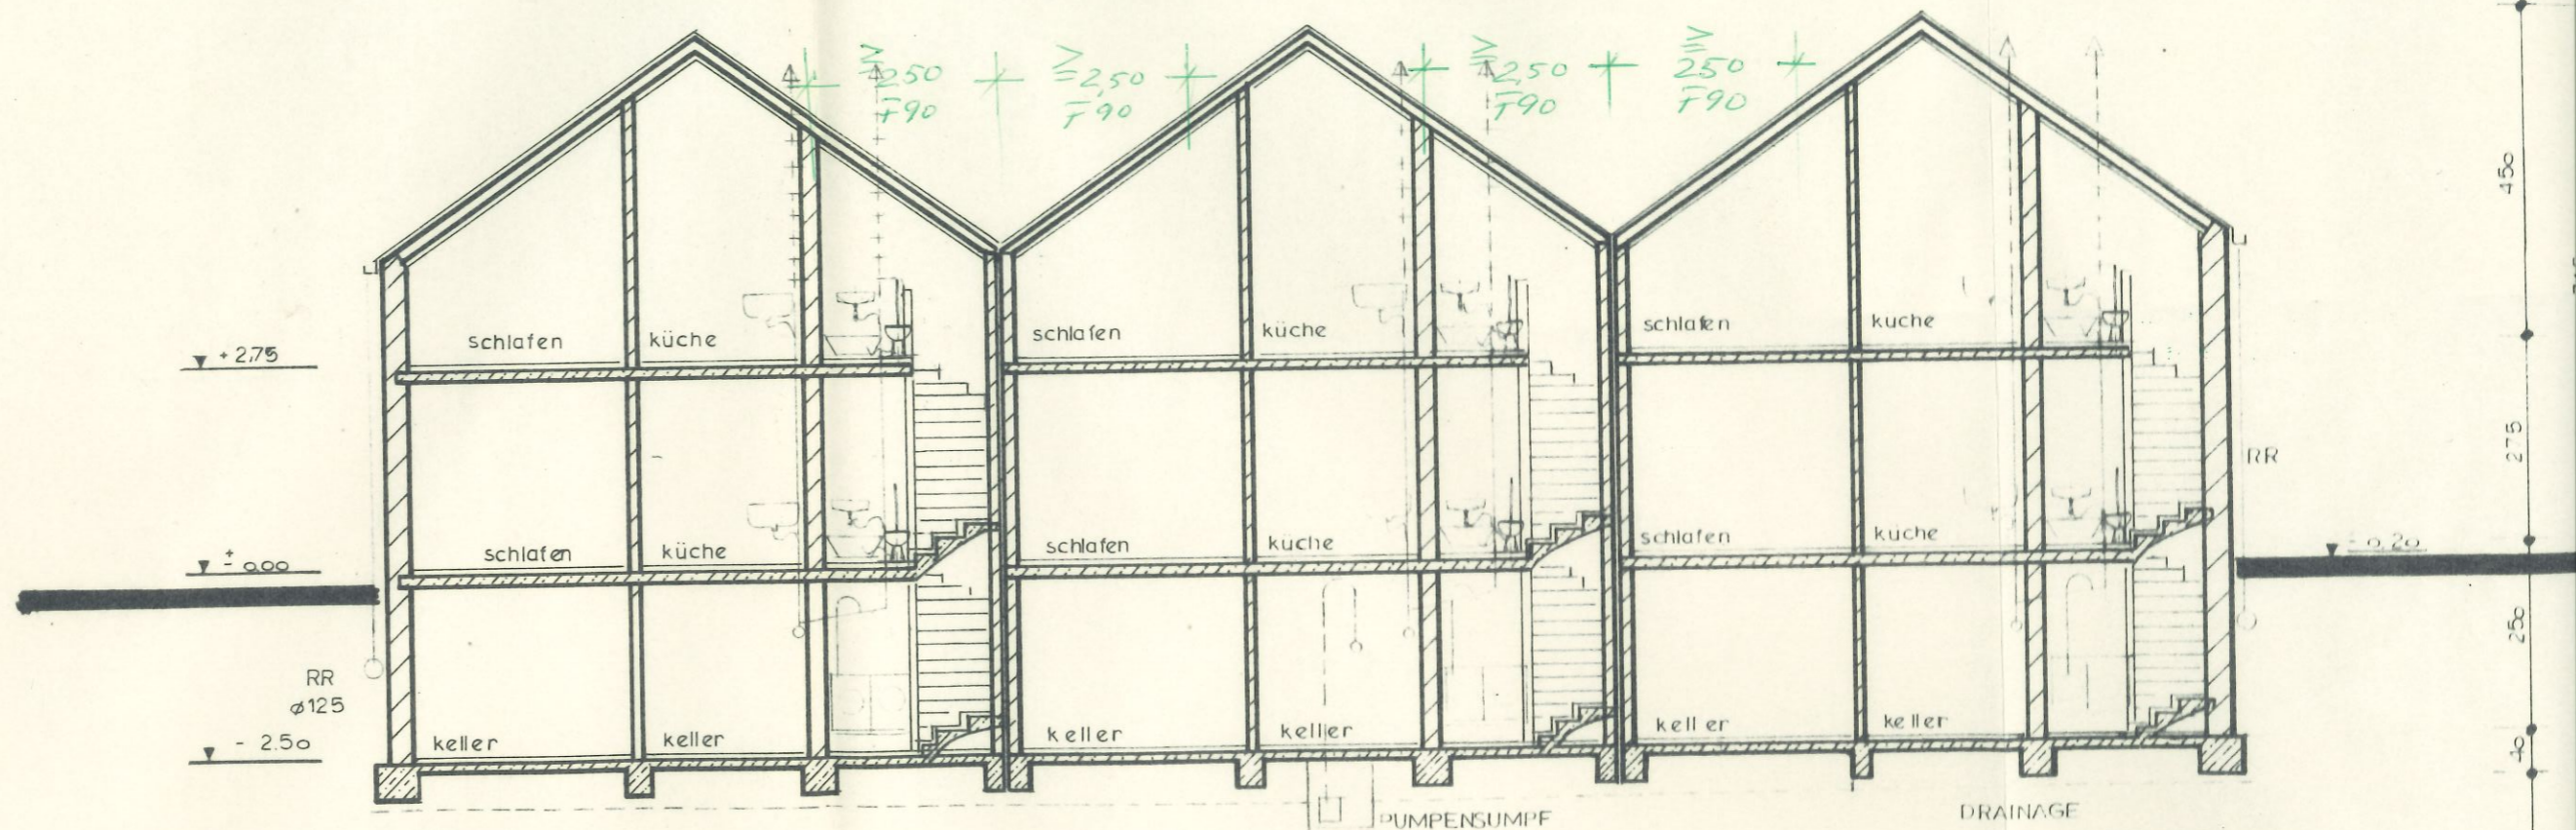 ≥ 250
F90
≥ 2,50
F90
≥ 2,50
F90
≥ 250
F90
450
schlafen
küche
schlafen
küche
schlafen
kuche
+ 2.75
275
RR
schlafen
küche
schlafen
küche
schlafen
küche
± 0.00
- 0.20
250
RR
ø125
keller
keller
keller
keller
keller
keller
- 2.50
40
PUMPENSUMPF
DRAINAGE